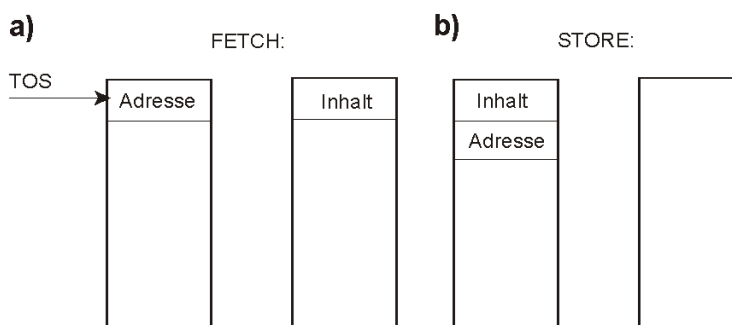 a)
FETCH:
b)
STORE:
TOS
Adresse
Inhalt
Inhalt
Adresse